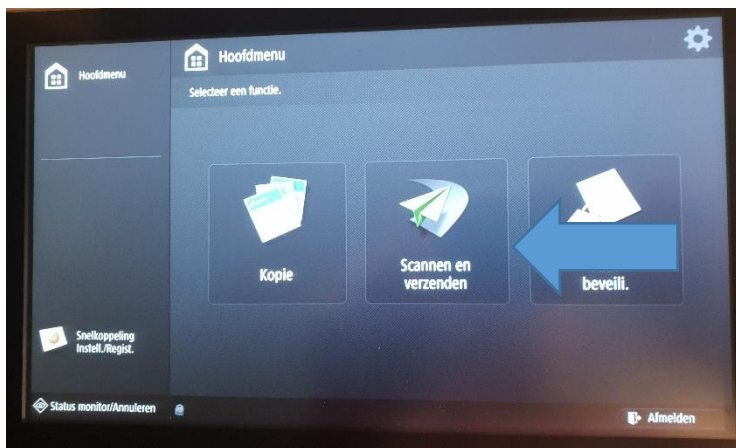 Hoofdmenu
Hoofdmenu
Selecteer een functie.
Kopie
Scannen en
verzenden
beveili.
Snelkoppeling
Instell./Regist.
Status monitor/Annuleren
Afmelden